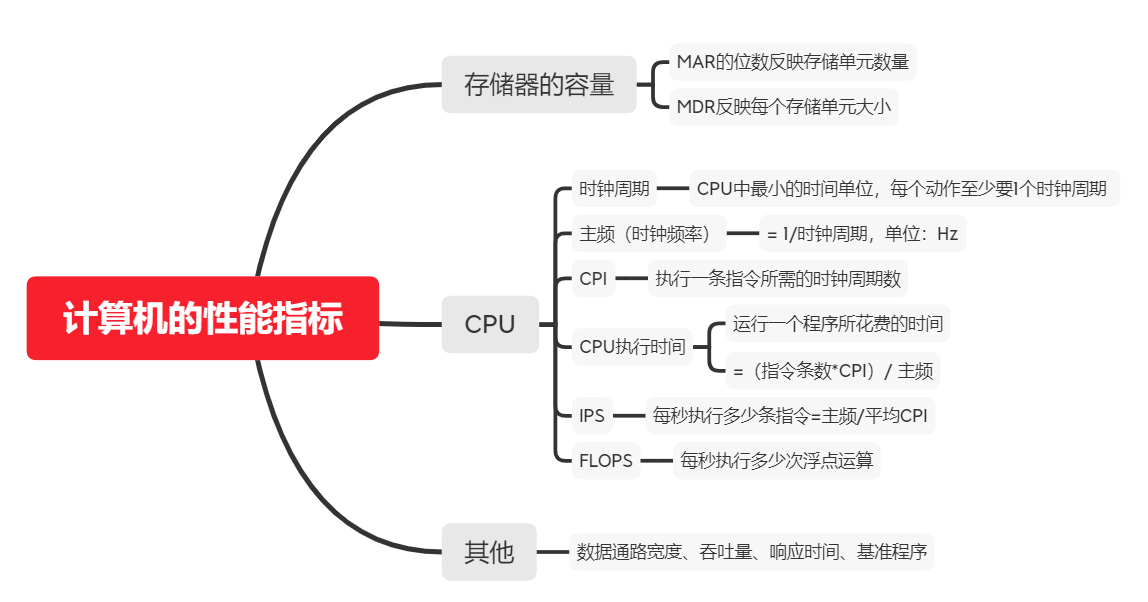 计算机的性能指标
存储器的容量
MAR的位数反映存储单元数量
MDR反映每个存储单元大小
CPU
时钟周期
CPU中最小的时间单位，每个动作至少要1个时钟周期
主频（时钟频率）
= 1/时钟周期，单位：Hz
CPI
执行一条指令所需的时钟周期数
CPU执行时间
运行一个程序所花费的时间
=（指令条数*CPI）/ 主频
IPS
每秒执行多少条指令=主频/平均CPI
FLOPS
每秒执行多少次浮点运算
其他
数据通路宽度、吞吐量、响应时间、基准程序